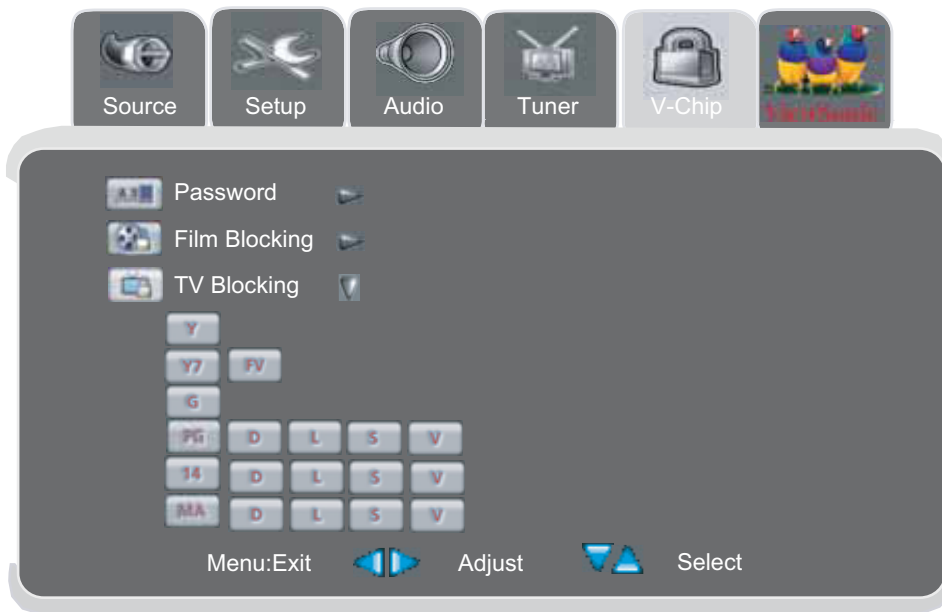 Source Setup Audio Tuner V-Chip ViewSonic
Password
Film Blocking
TV Blocking
Y
Y7 FV
G
PG D L S V
14 D L S V
MA D L S V
Menu:Exit Adjust Select